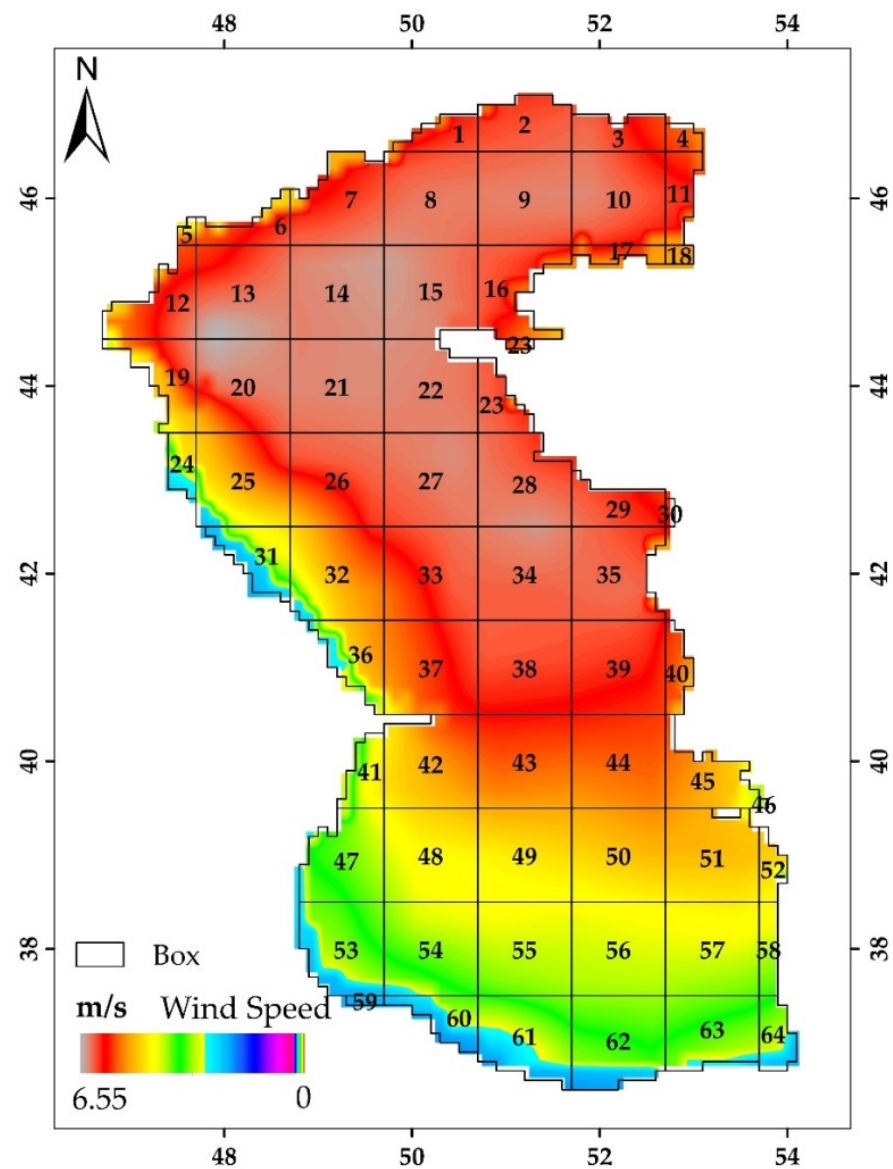 48 50 52 54
N
1 2 3 4
46 7 8 9 10 11 46
5 6 17 18
12 13 14 15 16
23
44 19 20 21 22 23 44
24 25 26 27 28 29 30
42 31 32 33 34 35 42
36 37 38 39 40
40 41 42 43 44 45 46 40
47 48 49 50 51 52
38 53 54 55 56 57 58 38
Box
m/s Wind Speed 59 60 61 62 63 64
6.55 0
48 50 52 54